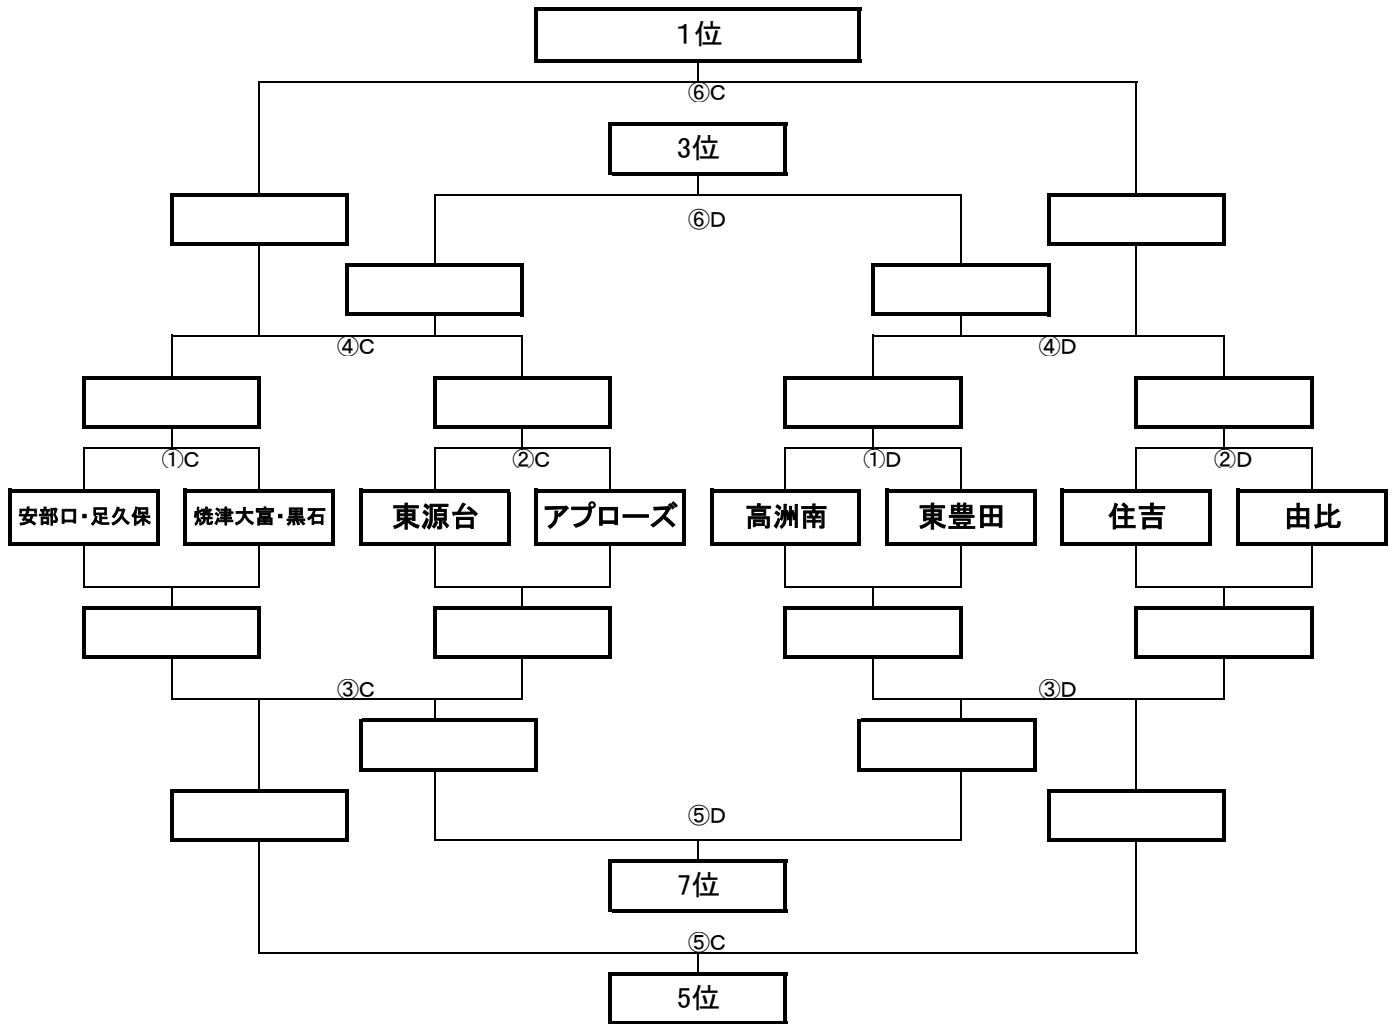 １位
⑥C
3位
⑥D
④C
④D
①C
②C
①D
②D
安部口・足久保
焼津大富・黒石
東源台
アプローズ
高洲南
東豊田
住吉
由比
③C
③D
⑤D
7位
⑤C
5位